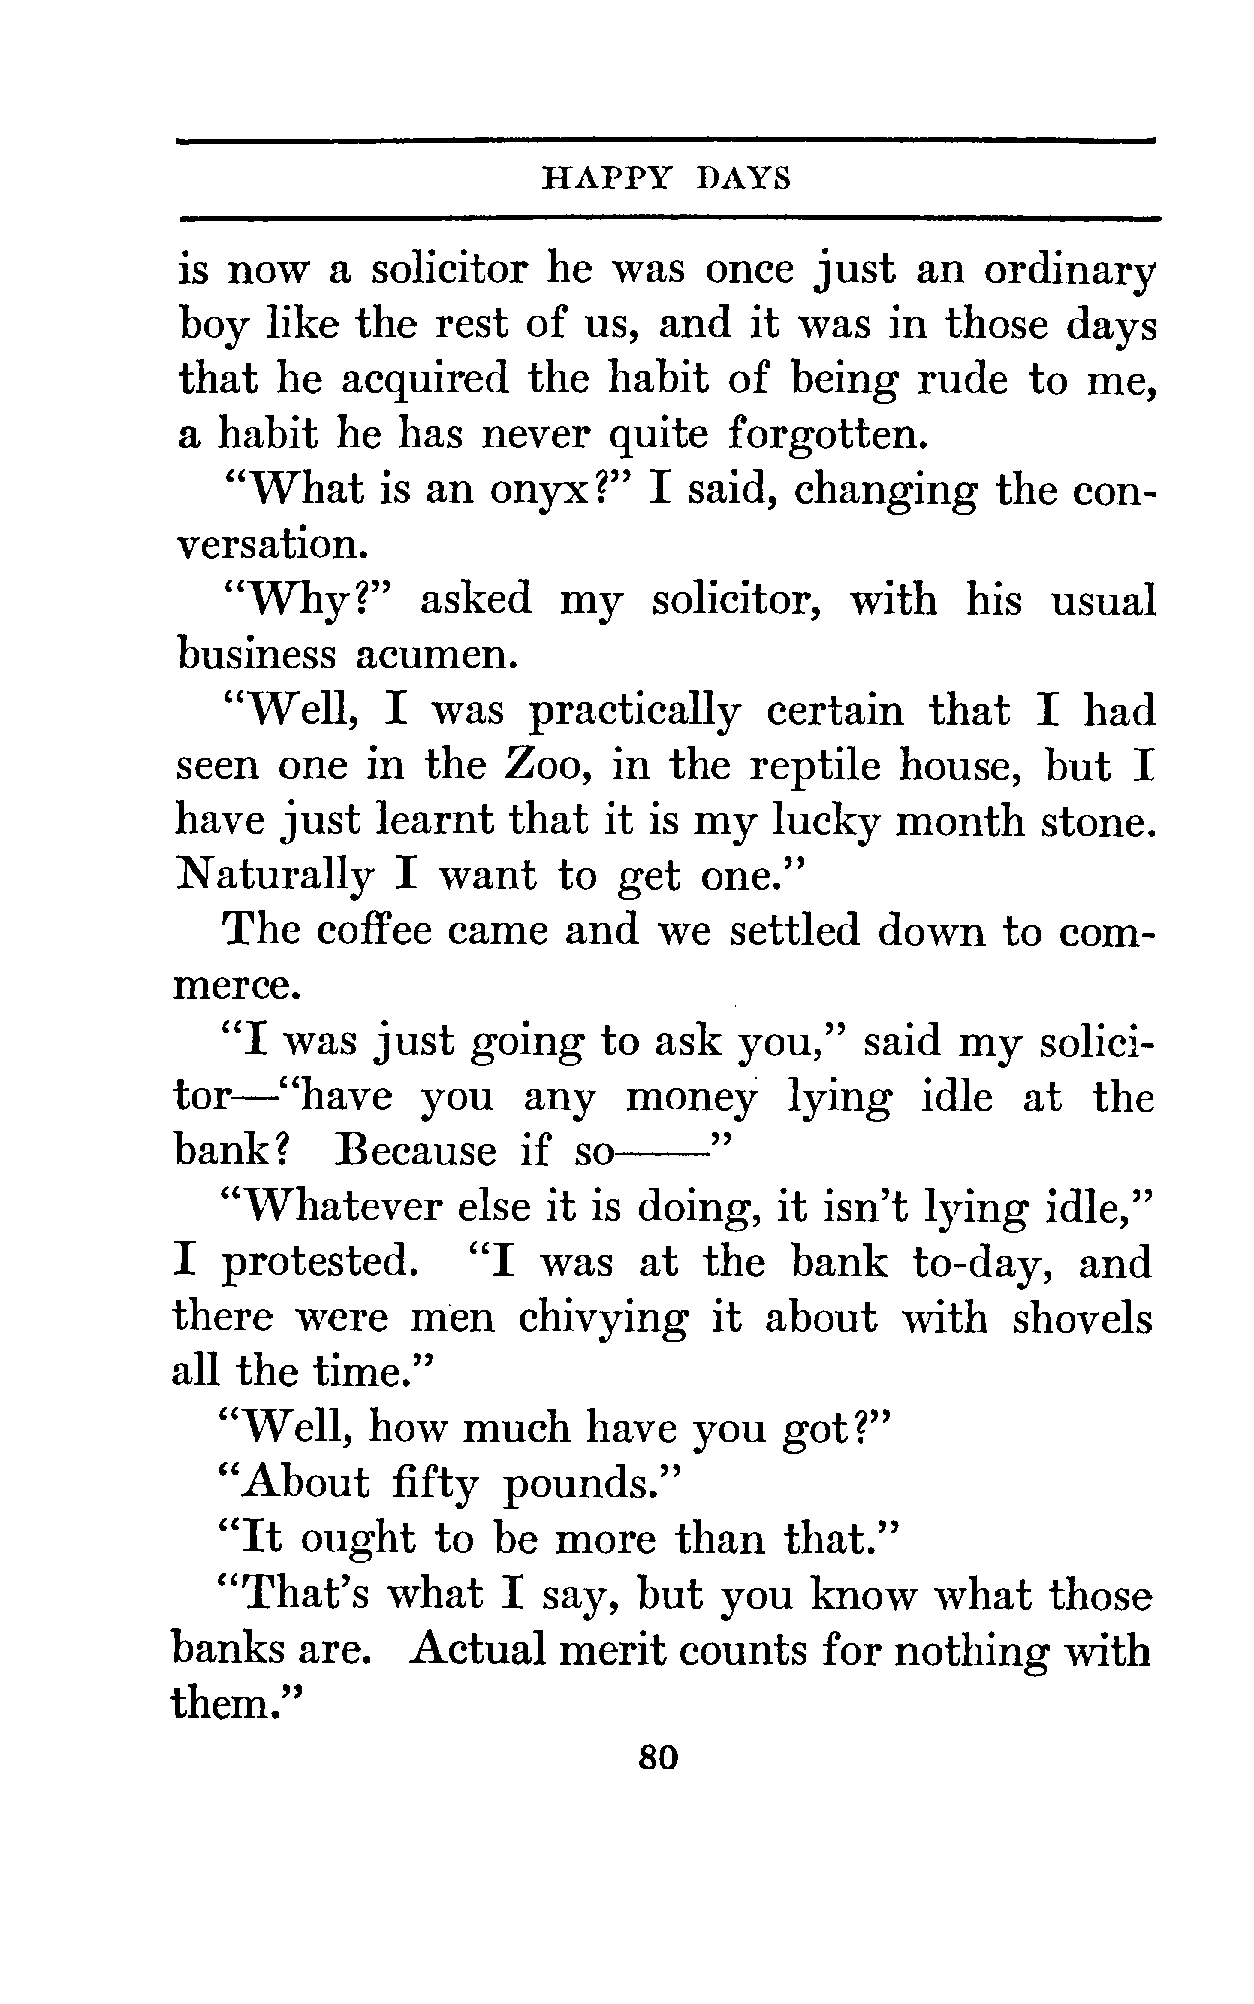 HAPPY DAYS
is now a solicitor he was once just an ordinary
boy like the rest of us, and it was in those days
that he acquired the habit of being rude to me,
a habit he has never quite forgotten.
“What is an onyx?” I said, changing the con-
versation.
“Why?” asked my solicitor, with his usual
business acumen.
“Well, I was practically certain that I had
seen one in the Zoo, in the reptile house, but I
have just learnt that it is my lucky month stone.
Naturally I want to get one.”
The coffee came and we settled down to com-
merce.
“I was just going to ask you,” said my solici-
tor—“have you any money lying idle at the
bank? Because if so——”
“Whatever else it is doing, it isn’t lying idle,”
I protested. “I was at the bank to-day, and
there were men chivying it about with shovels
all the time.”
“Well, how much have you got?”
“About fifty pounds.”
“It ought to be more than that.”
“That’s what I say, but you know what those
banks are. Actual merit counts for nothing with
them.”
80